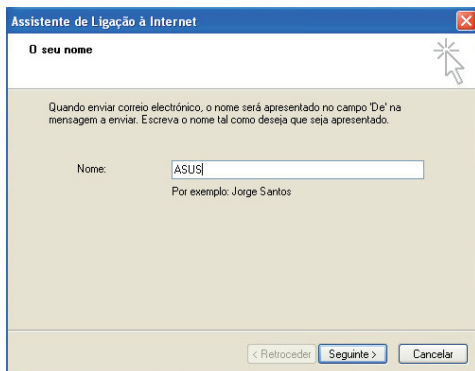 Assistente de Ligação à Internet
O seu nome
Quando enviar correio electrónico, o nome será apresentado no campo 'De' na
mensagem a enviar. Escreva o nome tal como deseja que seja apresentado.
Nome:
ASUS
Por exemplo: Jorge Santos
< Retroceder
Seguinte >
Cancelar